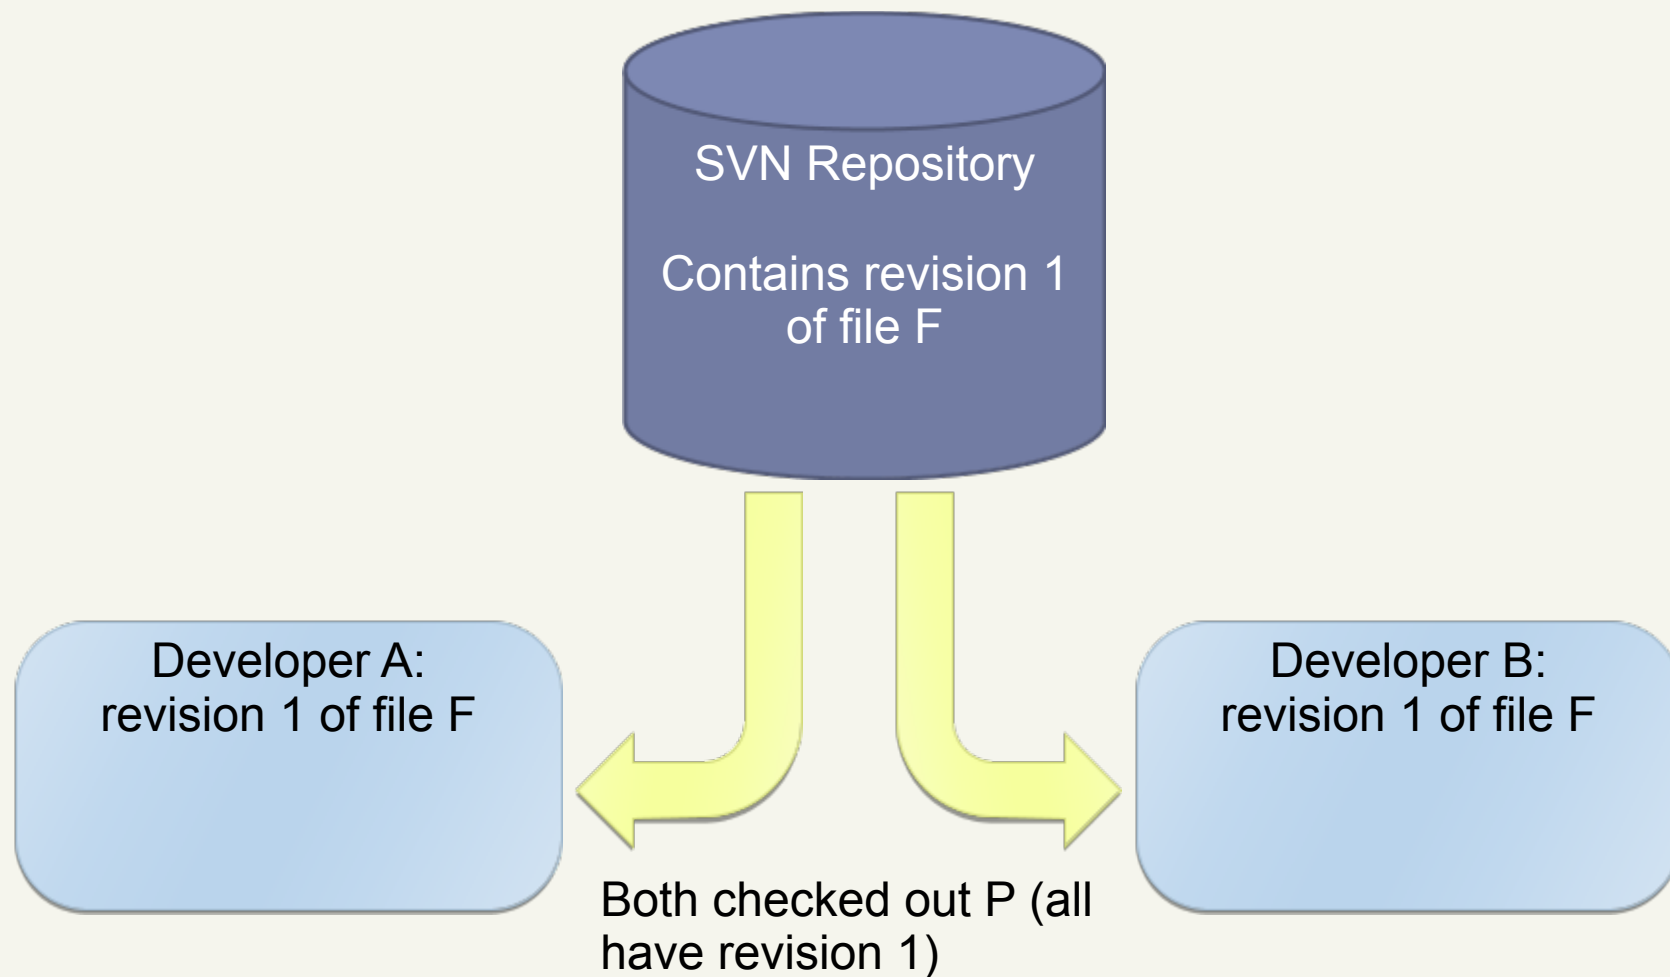 SVN Repository
Contains revision 1
of file F
Developer A:
revision 1 of file F
Developer B:
revision 1 of file F
Both checked out P (all
have revision 1)